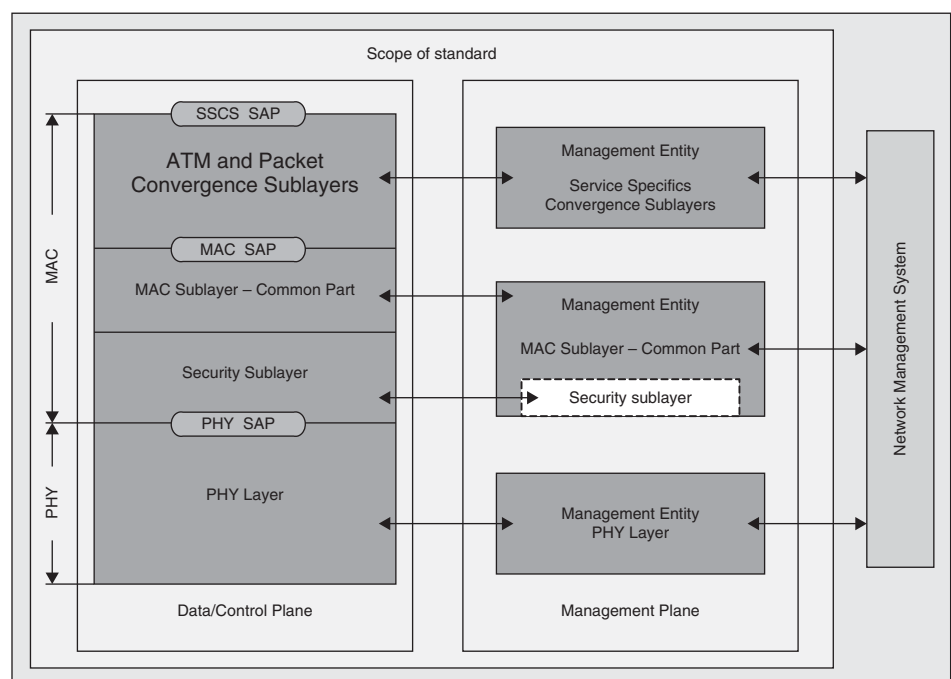 Scope of standard
SSCS SAP
ATM and Packet
Convergence Sublayers
MAC SAP
MAC Sublayer – Common Part
Security Sublayer
PHY SAP
PHY Layer
Data/Control Plane
MAC
PHY
Management Entity
Service Specifics
Convergence Sublayers
Management Entity
MAC Sublayer – Common Part
Security sublayer
Management Entity
PHY Layer
Management Plane
Network Management System